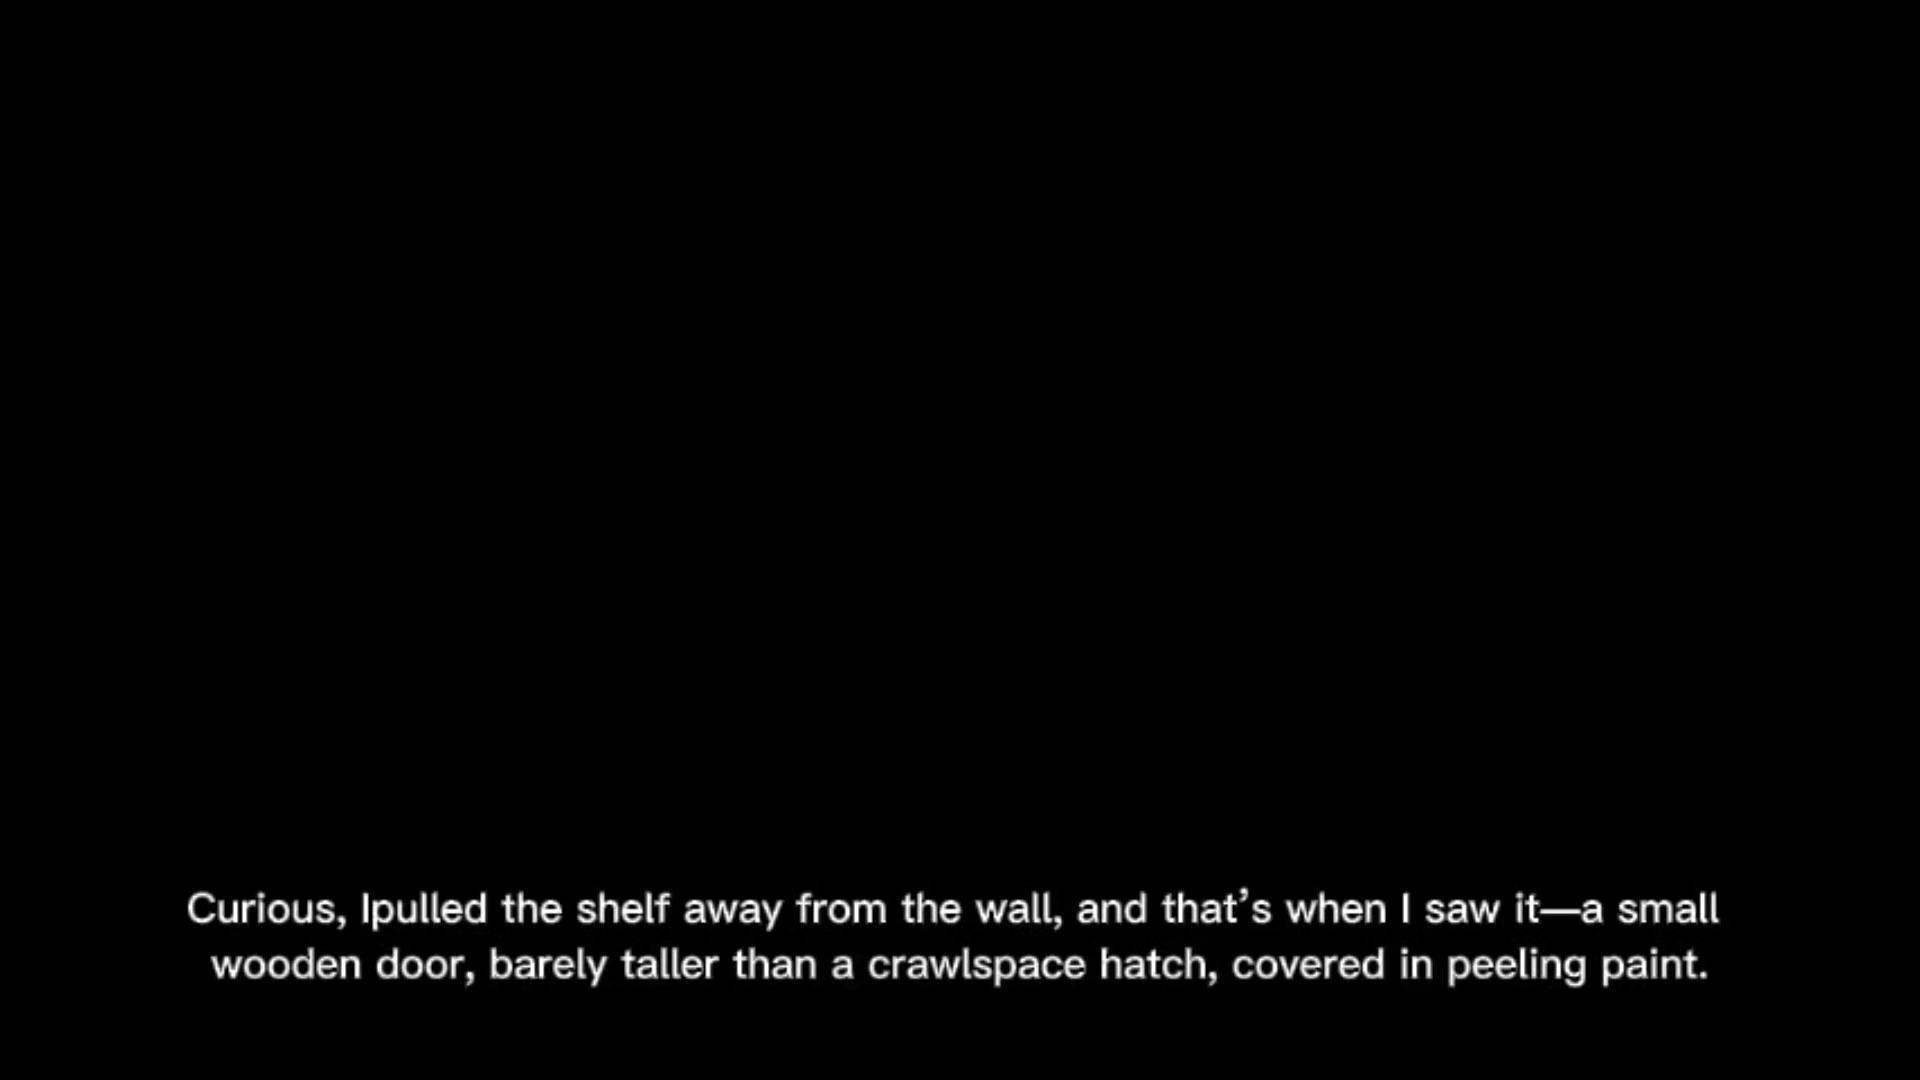 Curious, Ipulled the shelf away from the wall, and that’s when I saw it—a small
wooden door, barely taller than a crawlspace hatch, covered in peeling paint.